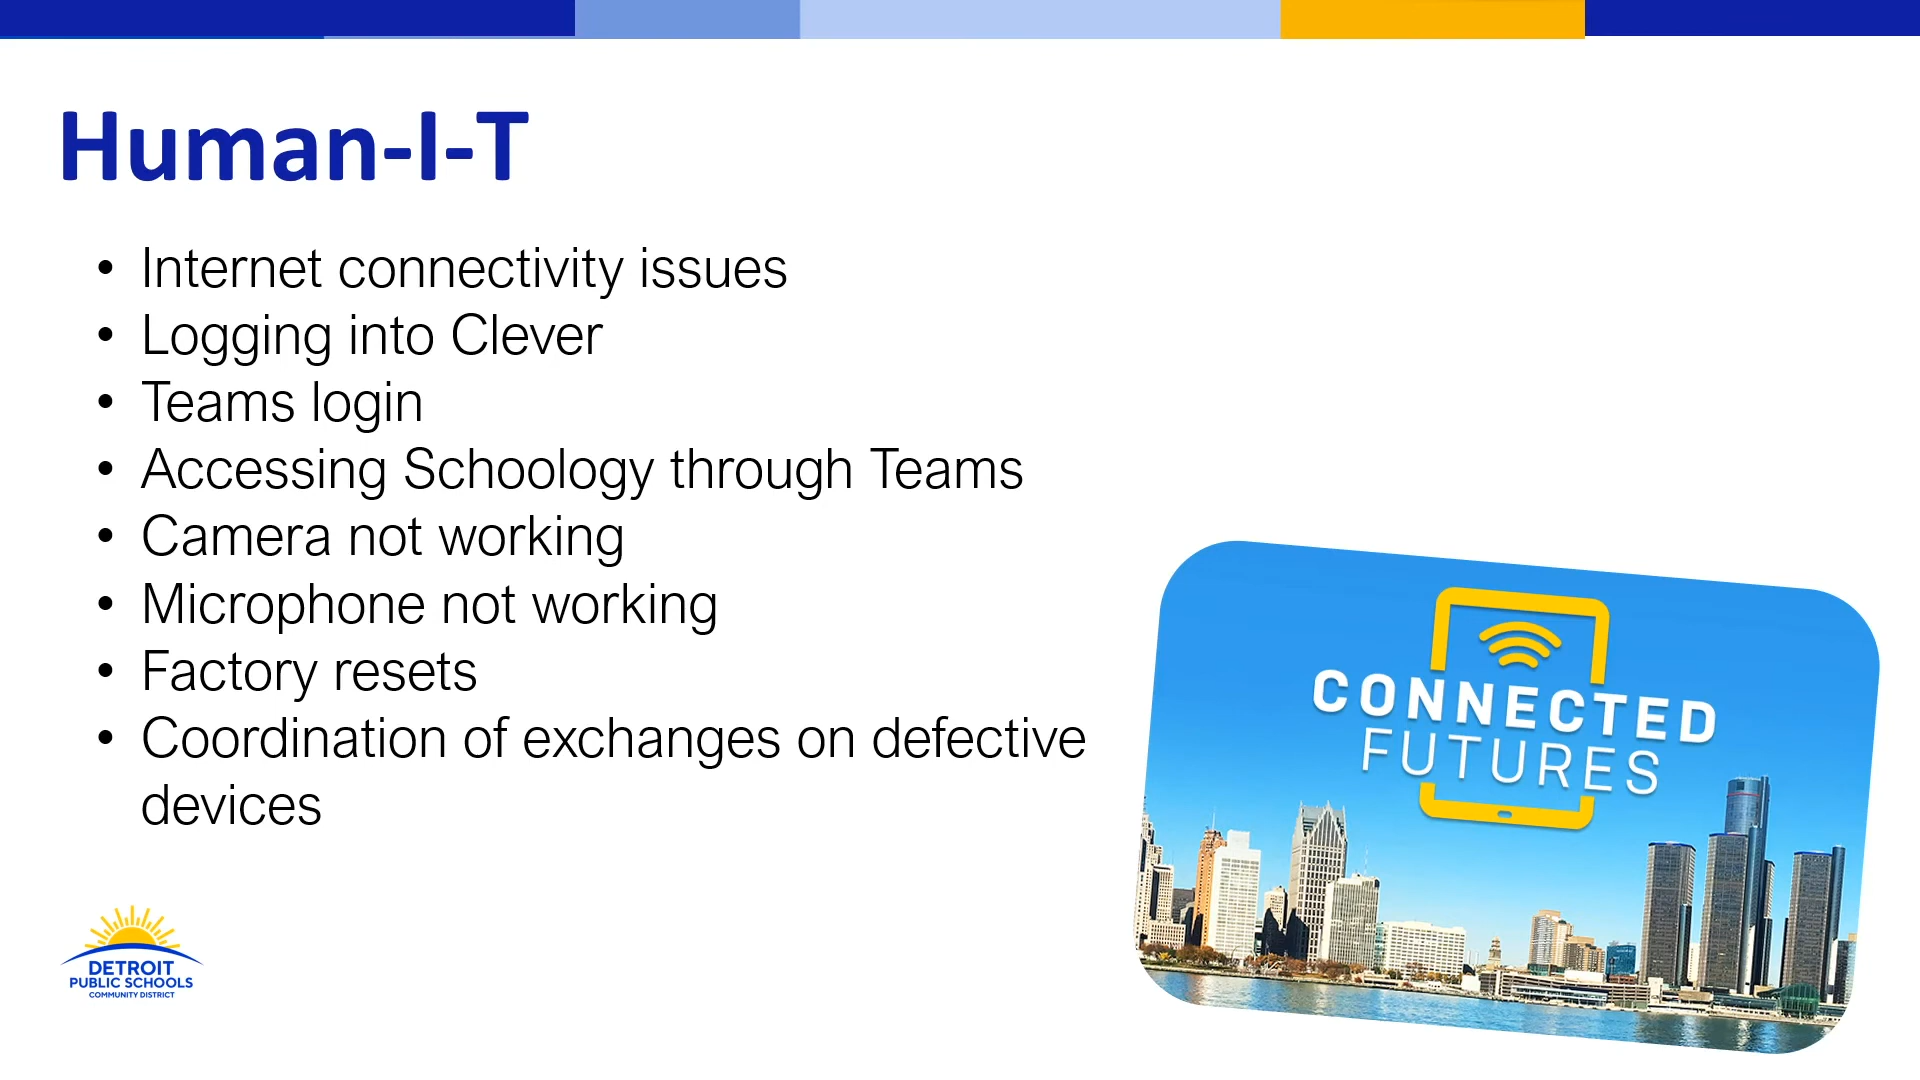 Human-I-T
• Internet connectivity issues
• Logging into Clever
• Teams login
• Accessing Schoology through Teams
• Camera not working
• Microphone not working
• Factory resets
• Coordination of exchanges on defective
devices
CONNECTED
FUTURES
DETROIT
PUBLIC SCHOOLS
COMMUNITY DISTRICT